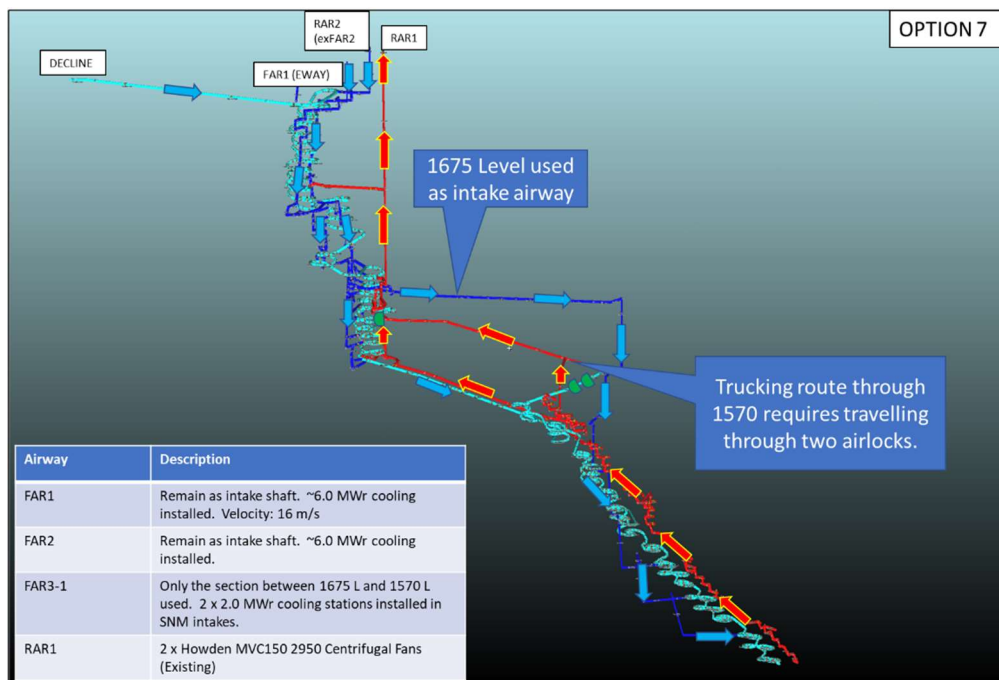 OPTION 7
RAR2
(exFAR2
RAR1
DECLINE
FAR1 (EWAY)
1675 Level used
as intake airway
Trucking route through
1570 requires travelling
through two airlocks.
Airway Description
FAR1 Remain as intake shaft. ~6.0 MWr cooling
installed. Velocity: 16 m/s
FAR2 Remain as intake shaft. ~6.0 MWr cooling
installed.
FAR3-1 Only the section between 1675 L and 1570 L
used. 2 x 2.0 MWr cooling stations installed in
SNM intakes.
RAR1 2 x Howden MVC150 2950 Centrifugal Fans
(Existing)